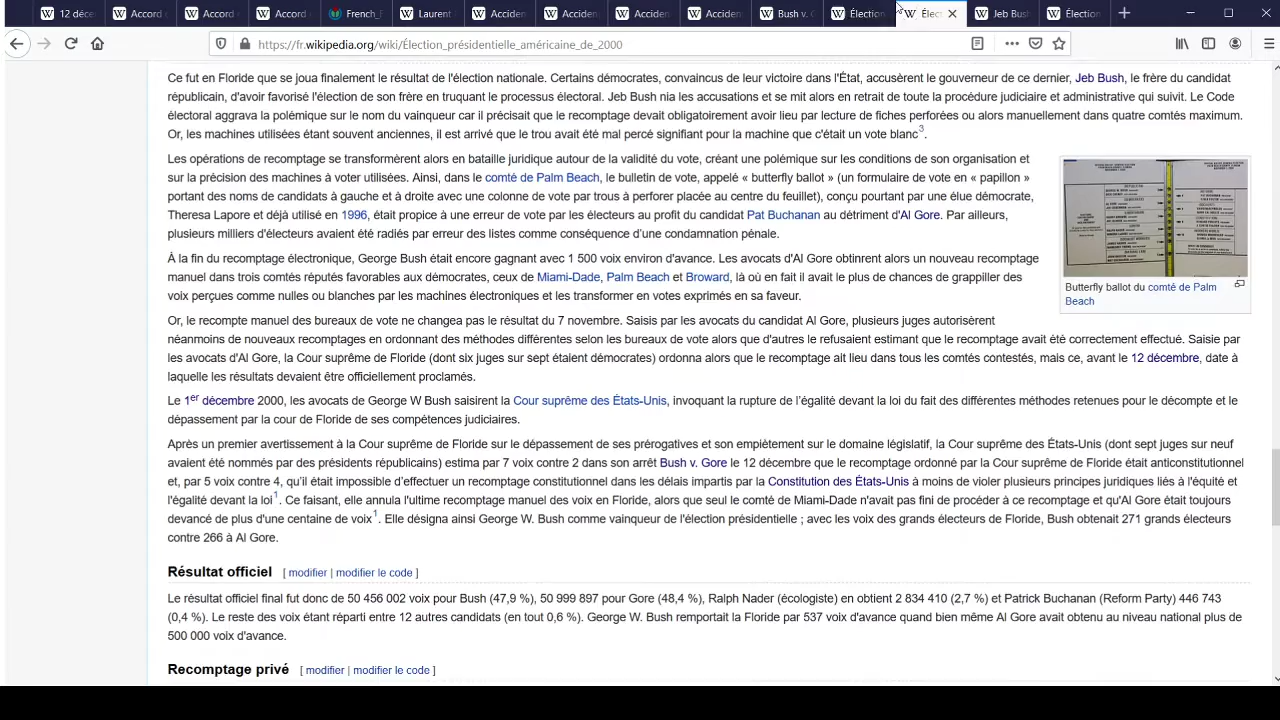 12 déce
Accord
Accord
Accord
French_F
Laurent
Acciden
Acciden
Acciden
Acciden
Bush v. G
Élection
Élec
Jeb Bush
Élection
https://fr.wikipedia.org/wiki/Élection_présidentielle_américaine_de_2000
Ce fut en Floride que se joua finalement le résultat de l'élection nationale. Certains démocrates, convaincus de leur victoire dans l'État, accusèrent le gouverneur de ce dernier, Jeb Bush, le frère du candidat
républicain, d'avoir favorisé l'élection de son frère en truquant le processus électoral. Jeb Bush nia les accusations et se mit alors en retrait de toute la procédure judiciaire et administrative qui suivit. Le Code
électoral aggrava la polémique sur le nom du vainqueur car il précisait que le recomptage devait obligatoirement avoir lieu par lecture de fiches perforées ou alors manuellement dans quatre comtés maximum.
Or, les machines utilisées étant souvent anciennes, il est arrivé que le trou avait été mal percé signifiant pour la machine que c'était un vote blanc3.
Les opérations de recomptage se transformèrent alors en bataille juridique autour de la validité du vote, créant une polémique sur les conditions de son organisation et
sur la précision des machines à voter utilisées. Ainsi, dans le comté de Palm Beach, le bulletin de vote, appelé « butterfly ballot » (un formulaire de vote en « papillon »
portant des noms de candidats à gauche et à droite avec une colonne de vote par trous à perforer placée au centre du feuillet), conçu pourtant par une élue démocrate,
Theresa Lapore et déjà utilisé en 1996, était propice à une erreur de vote par les électeurs au profit du candidat Pat Buchanan au détriment d'Al Gore. Par ailleurs,
plusieurs milliers d'électeurs avaient été radiés par erreur des listes comme conséquence d'une condamnation pénale.
À la fin du recomptage électronique, George Bush était encore gagnant avec 1 500 voix environ d'avance. Les avocats d'Al Gore obtinrent alors un nouveau recomptage
manuel dans trois comtés réputés favorables aux démocrates, ceux de Miami-Dade, Palm Beach et Broward, là où en fait il avait le plus de chances de grappiller des
voix perçues comme nulles ou blanches par les machines électroniques et les transformer en votes exprimés en sa faveur.
Butterfly ballot du comté de Palm
Beach
Or, le recompte manuel des bureaux de vote ne changea pas le résultat du 7 novembre. Saisis par les avocats du candidat Al Gore, plusieurs juges autorisèrent
néanmoins de nouveaux recomptages en ordonnant des méthodes différentes selon les bureaux de vote alors que d'autres le refusaient estimant que le recomptage avait été correctement effectué. Saisie par
les avocats d'Al Gore, la Cour suprême de Floride (dont six juges sur sept étaient démocrates) ordonna alors que le recomptage ait lieu dans tous les comtés contestés, mais ce, avant le 12 décembre, date à
laquelle les résultats devaient être officiellement proclamés.
Le 1er décembre 2000, les avocats de George W Bush saisirent la Cour suprême des États-Unis, invoquant la rupture de l'égalité devant la loi du fait des différentes méthodes retenues pour le décompte et le
dépassement par la cour de Floride de ses compétences judiciaires.
Après un premier avertissement à la Cour suprême de Floride sur le dépassement de ses prérogatives et son empiètement sur le domaine législatif, la Cour suprême des États-Unis (dont sept juges sur neuf
avaient été nommés par des présidents républicains) estima par 7 voix contre 2 dans son arrêt Bush v. Gore le 12 décembre que le recomptage ordonné par la Cour suprême de Floride était anticonstitutionnel
et, par 5 voix contre 4, qu'il était impossible d'effectuer un recomptage constitutionnel dans les délais impartis par la Constitution des États-Unis à moins de violer plusieurs principes juridiques liés à l'équité et
l'égalité devant la loi1. Ce faisant, elle annula l'ultime recomptage manuel des voix en Floride, alors que seul le comté de Miami-Dade n'avait pas fini de procéder à ce recomptage et qu'Al Gore était toujours
devancé de plus d'une centaine de voix1. Elle désigna ainsi George W. Bush comme vainqueur de l'élection présidentielle ; avec les voix des grands électeurs de Floride, Bush obtenait 271 grands électeurs
contre 266 à Al Gore.
Résultat officiel [ modifier | modifier le code ]
Le résultat officiel final fut donc de 50 456 002 voix pour Bush (47,9 %), 50 999 897 pour Gore (48,4 %), Ralph Nader (écologiste) en obtient 2 834 410 (2,7 %) et Patrick Buchanan (Reform Party) 446 743
(0,4 %). Le reste des voix étant réparti entre 12 autres candidats (en tout 0,6 %). George W. Bush remportait la Floride par 537 voix d'avance quand bien même Al Gore avait obtenu au niveau national plus de
500 000 voix d'avance.
Recomptage privé [ modifier | modifier le code ]